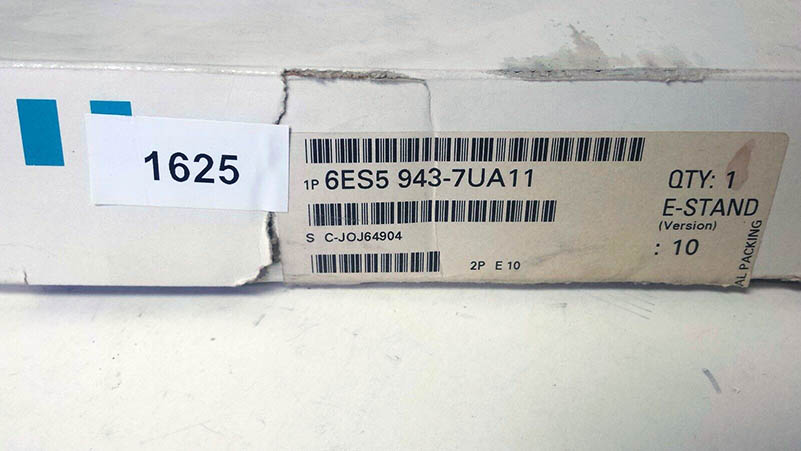 1625
1P 6ES5 943-7UA11
QTY: 1
E-STAND
(Version)
: 10
S C-JOJ64904
2P E 10
AL PACKING